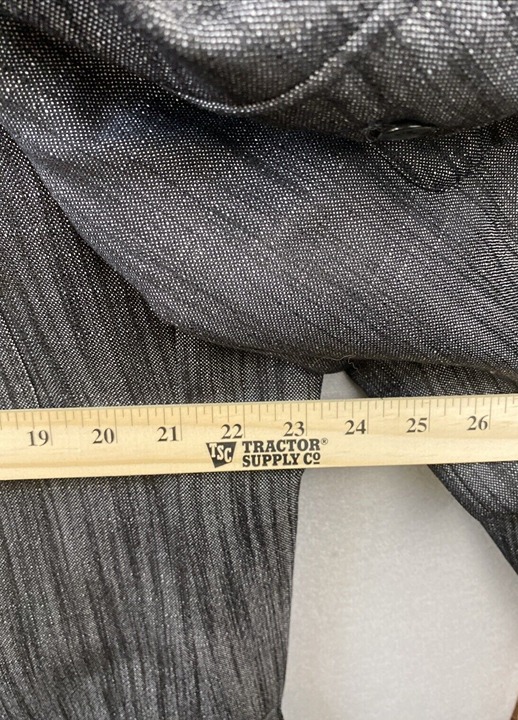 19 20 21 22 23 24 25 26
TSC TRACTOR®
SUPPLY CO